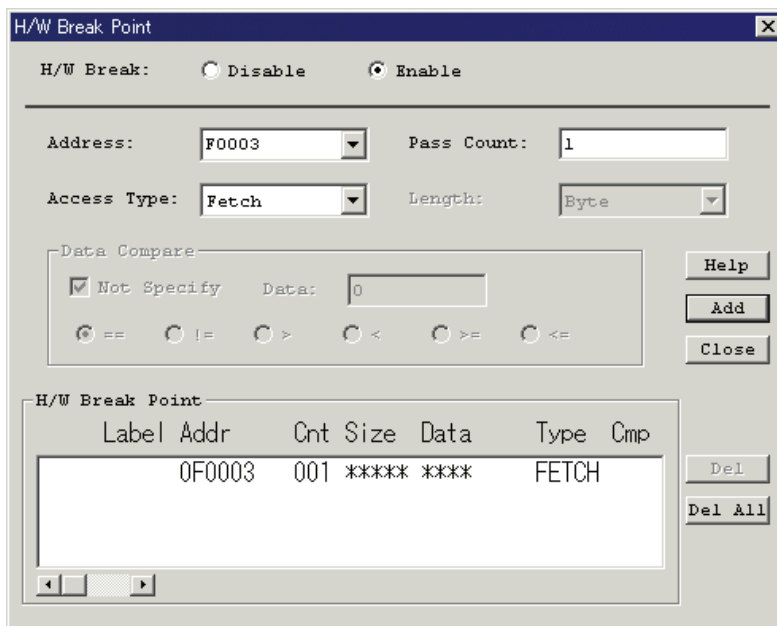 H/W Break Point
H/W Break: Disable Enable
Address: F0003 Pass Count: 1
Access Type: Fetch Length: Byte
Data Compare
Not Specify Data: 0
== != > < >= <=
Help
Add
Close
H/W Break Point
Label Addr Cnt Size Data Type Cmp
0F0003 001 ***** **** FETCH
Del
Del All